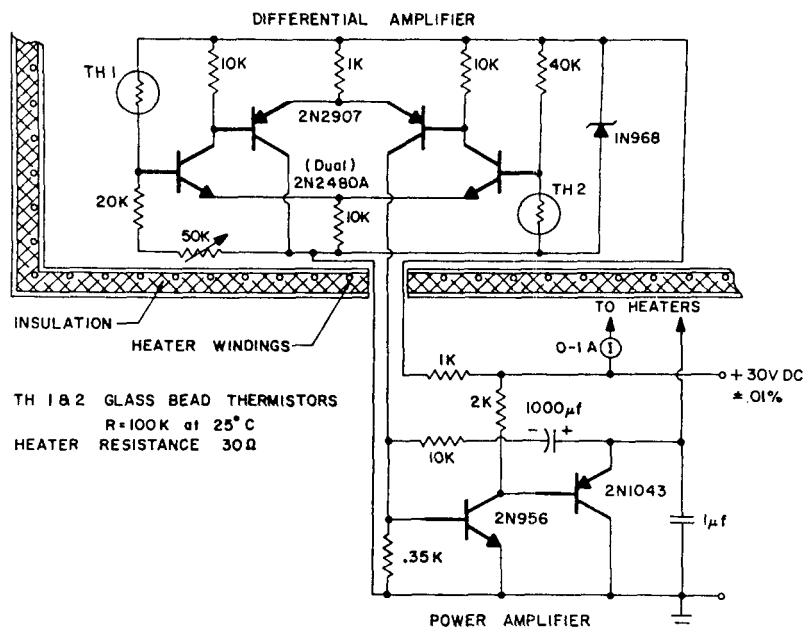 DIFFERENTIAL AMPLIFIER
TH 1
10K
1K
10K
40K
2N2907
1N968
(Dual)
2N2480A
TH 2
20K
10K
50K
INSULATION
HEATER WINDINGS
TO HEATERS
0-1 A
I
1K
+ 30V DC
± .01%
2K
1000µf
- +
TH 1 & 2 GLASS BEAD THERMISTORS
R = 100 K at 25° C
HEATER RESISTANCE 30Ω
10K
2N1043
2N956
1µf
.35K
POWER AMPLIFIER